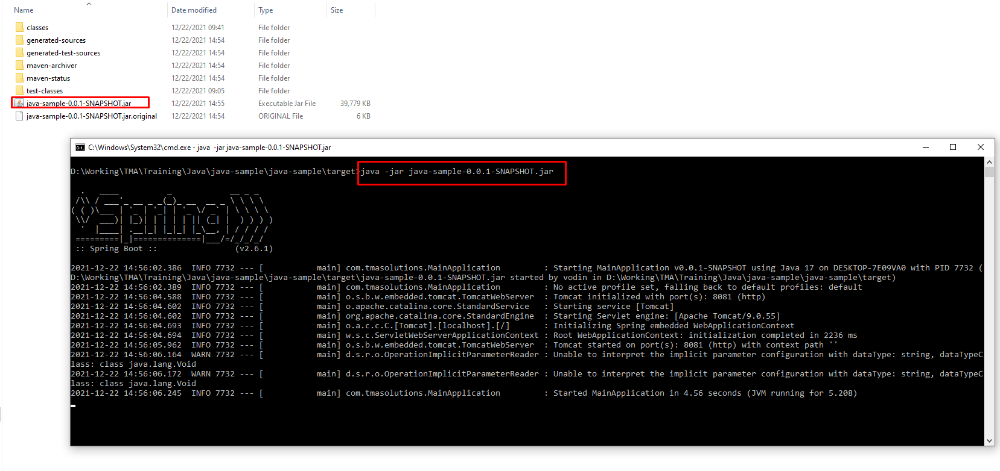 Name Date modified Type Size
classes 12/22/2021 09:41 File folder
generated-sources 12/22/2021 14:54 File folder
generated-test-sources 12/22/2021 14:54 File folder
maven-archiver 12/22/2021 14:54 File folder
maven-status 12/22/2021 14:54 File folder
test-classes 12/22/2021 09:05 File folder
java-sample-0.0.1-SNAPSHOT.jar 12/22/2021 14:55 Executable Jar File 39,779 KB
java-sample-0.0.1-SNAPSHOT.jar.original 12/22/2021 14:54 ORIGINAL File 6 KB
C:\Windows\System32\cmd.exe - java  -jar java-sample-0.0.1-SNAPSHOT.jar
D:\Working\TMA\Training\Java\java-sample\java-sample\target>java -jar java-sample-0.0.1-SNAPSHOT.jar
  .   ____          _            __ _ _
 /\\ / ___'_ __ _ _(_)_ __  __ _ \ \ \ \
( ( )\___ | '_ | '_| | '_ \/ _` | \ \ \ \
 \\/  ___)| |_)| | | | | || (_| |  ) ) ) )
  '  |____| .__|_| |_|_| |_\__, | / / / /
 =========|_|==============|___/=/_/_/_/
 :: Spring Boot ::                (v2.6.1)
2021-12-22 14:56:02.386  INFO 7732 --- [           main] com.tmasolutions.MainApplication         : Starting MainApplication v0.0.1-SNAPSHOT using Java 17 on DESKTOP-7E09VA0 with PID 7732 (
D:\Working\TMA\Training\Java\java-sample\java-sample\target\java-sample-0.0.1-SNAPSHOT.jar started by vodin in D:\Working\TMA\Training\Java\java-sample\java-sample\target)
2021-12-22 14:56:02.389  INFO 7732 --- [           main] com.tmasolutions.MainApplication         : No active profile set, falling back to default profiles: default
2021-12-22 14:56:04.588  INFO 7732 --- [           main] o.s.b.w.embedded.tomcat.TomcatWebServer  : Tomcat initialized with port(s): 8081 (http)
2021-12-22 14:56:04.602  INFO 7732 --- [           main] o.apache.catalina.core.StandardService   : Starting service [Tomcat]
2021-12-22 14:56:04.602  INFO 7732 --- [           main] org.apache.catalina.core.StandardEngine  : Starting Servlet engine: [Apache Tomcat/9.0.55]
2021-12-22 14:56:04.693  INFO 7732 --- [           main] o.a.c.c.C.[Tomcat].[localhost].[/]       : Initializing Spring embedded WebApplicationContext
2021-12-22 14:56:04.694  INFO 7732 --- [           main] w.s.c.ServletWebServerApplicationContext : Root WebApplicationContext: initialization completed in 2236 ms
2021-12-22 14:56:05.962  INFO 7732 --- [           main] o.s.b.w.embedded.tomcat.TomcatWebServer  : Tomcat started on port(s): 8081 (http) with context path ''
2021-12-22 14:56:06.164  WARN 7732 --- [           main] d.s.r.o.OperationImplicitParameterReader : Unable to interpret the implicit parameter configuration with dataType: string, dataTypeC
lass: class java.lang.Void
2021-12-22 14:56:06.172  WARN 7732 --- [           main] d.s.r.o.OperationImplicitParameterReader : Unable to interpret the implicit parameter configuration with dataType: string, dataTypeC
lass: class java.lang.Void
2021-12-22 14:56:06.245  INFO 7732 --- [           main] com.tmasolutions.MainApplication         : Started MainApplication in 4.56 seconds (JVM running for 5.208)